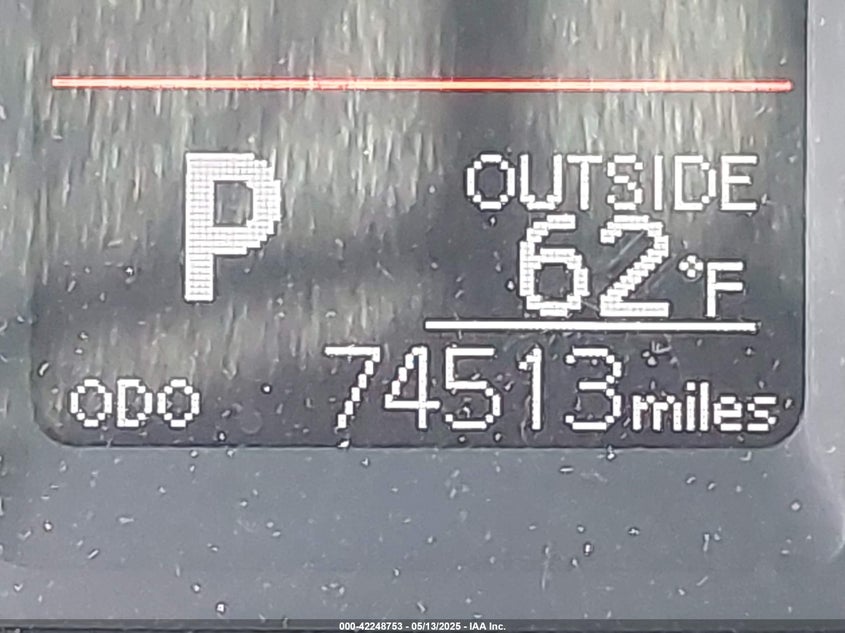 P
OUTSIDE
62°F
ODO 74513 miles
000-42248753 - 05/13/2025 - IAA Inc.